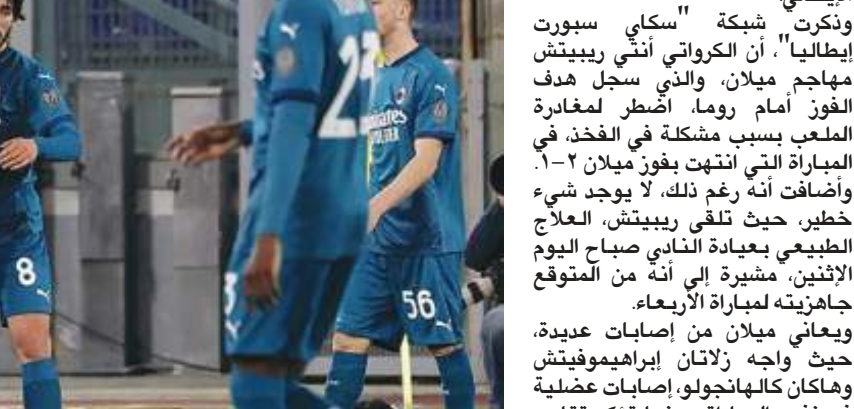 وذكرت شبكة "سكاي سبورت
إيطاليا"، أن الكرواتي أنتي ريبيتش
مهاجم ميلان، والذي سجل هدف
الفوز أمام روما، اضطر لمغادرة
الملعب بسبب مشكلة في الفخذ، في
المباراة التي انتهت بفوز ميلان ٢-١.
وأضافت أنه رغم ذلك، لا يوجد شيء
خطير، حيث تلقى ريبيتش، العلاج
الطبيعي بعيادة النادي صباح اليوم
الإثنين، مشيرة إلى أنه من المتوقع
جاهزيته لمباراة الأربعاء.
ويعاني ميلان من إصابات عديدة،
حيث واجه زلاتان إبراهيموفيتش
وهاكان كالهانجولو، إصابات عضلية
8
56